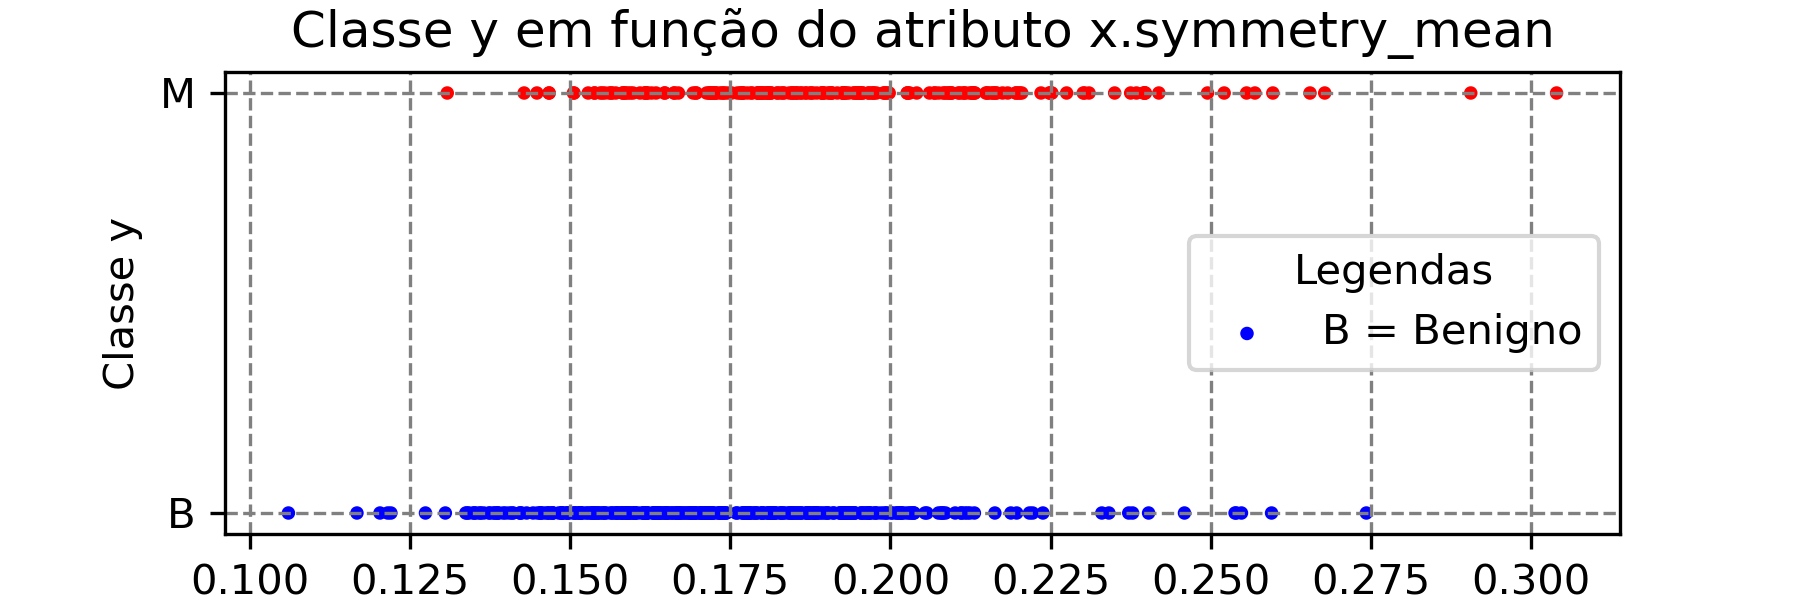 Classe y em função do atributo x.symmetry_mean
M
Classe y
Legendas
B = Benigno
B
0.100 0.125 0.150 0.175 0.200 0.225 0.250 0.275 0.300